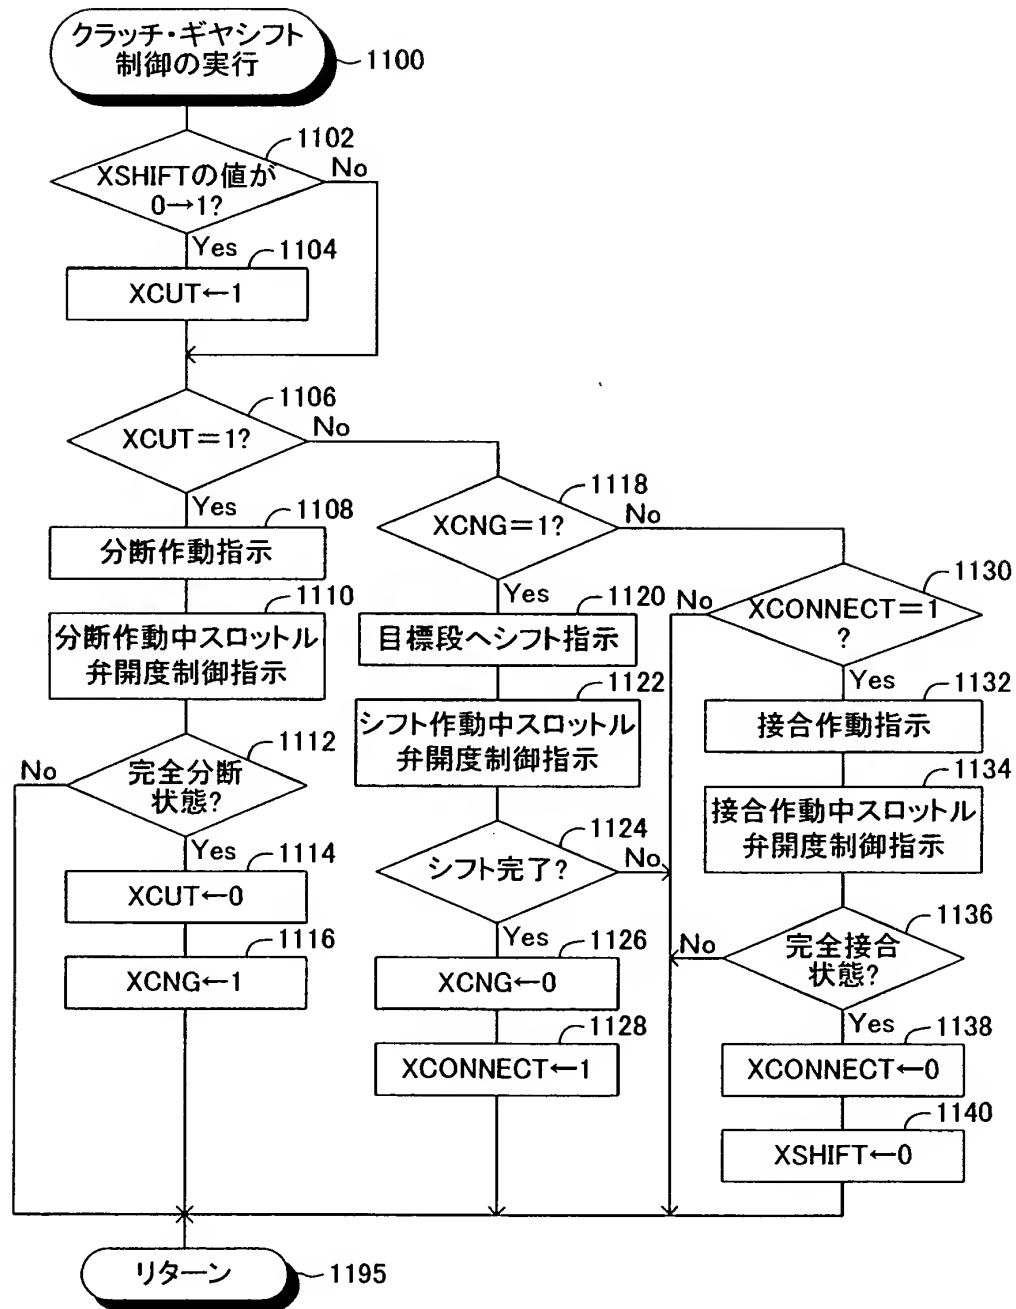 クラッチ・ギヤシフト
制御の実行
1100
1102
XSHIFTの値が
0→1?
No
Yes
1104
XCUT←1
1106
XCUT=1?
No
Yes
1108
分断作動指示
1110
分断作動中スロットル
弁開度制御指示
1112
完全分断
状態?
No
Yes
1114
XCUT←0
1116
XCNG←1
1118
XCNG=1?
No
Yes
1120
目標段へシフト指示
1122
シフト作動中スロットル
弁開度制御指示
1124
シフト完了?
No
Yes
1126
XCNG←0
1128
XCONNECT←1
1130
XCONNECT=1
?
No
Yes
1132
接合作動指示
1134
接合作動中スロットル
弁開度制御指示
1136
完全接合
状態?
No
Yes
1138
XCONNECT←0
1140
XSHIFT←0
リターン
1195